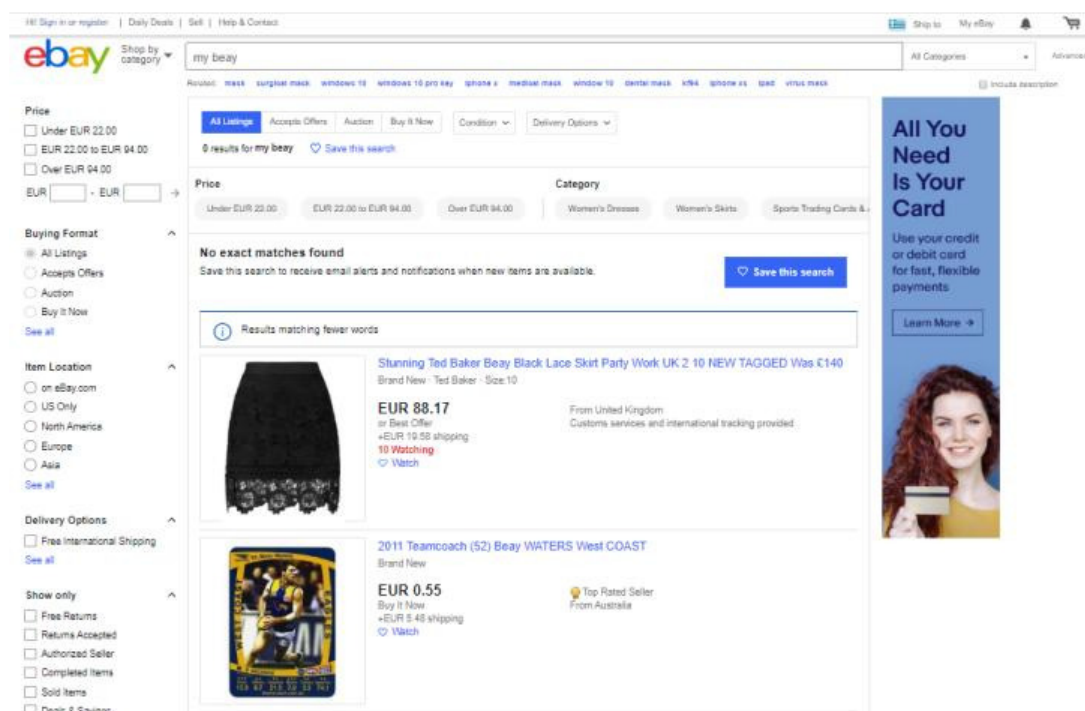 Hi! Sign in or register | Daily Deals | Sell | Help & Contact
Ship to My eBay
ebay
Shop by category
my beay
All Categories
Advanced
Related: mask surgical mask windows 10 windows 10 pro key iphone x medical mask window 10 dental mask kf94 iphone xs ipad virus mask
Include description
Price
Under EUR 22.00
EUR 22.00 to EUR 94.00
Over EUR 94.00
EUR - EUR
Buying Format
All Listings
Accepts Offers
Auction
Buy It Now
See all
Item Location
on eBay.com
US Only
North America
Europe
Asia
See all
Delivery Options
Free International Shipping
See all
Show only
Free Returns
Returns Accepted
Authorized Seller
Completed Items
Sold Items
Deals & Savings
All Listings Accepts Offers Auction Buy It Now Condition Delivery Options
0 results for my beay Save this search
Price Category
Under EUR 22.00 EUR 22.00 to EUR 94.00 Over EUR 94.00 Women's Dresses Women's Skirts Sports Trading Cards &
No exact matches found
Save this search to receive email alerts and notifications when new items are available.
Save this search
Results matching fewer words
Stunning Ted Baker Beay Black Lace Skirt Party Work UK 2 10 NEW TAGGED Was £140
Brand New · Ted Baker · Size:10
EUR 88.17
or Best Offer
+EUR 19.58 shipping
10 Watching
Watch
From United Kingdom
Customs services and international tracking provided
2011 Teamcoach (52) Beay WATERS West COAST
Brand New
EUR 0.55
Buy It Now
+EUR 5.48 shipping
Watch
Top Rated Seller
From Australia
WEST COAST
EAGLES
All You
Need
Is Your
Card
Use your credit
or debit card
for fast, flexible
payments
Learn More →